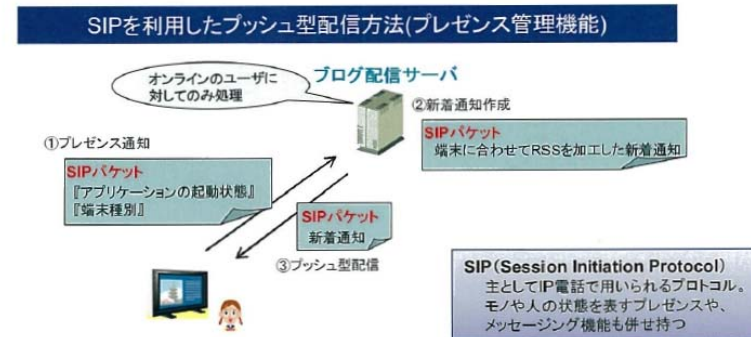 SIPを利用したプッシュ型配信方法(プレゼンス管理機能)
オンラインのユーザに
対してのみ処理
ブログ配信サーバ
②新着通知作成
SIPパケット
端末に合わせてRSSを加工した新着通知
①プレゼンス通知
SIPパケット
『アプリケーションの起動状態』
『端末種別』
SIPパケット
新着通知
③プッシュ型配信
SIP(Session Initiation Protocol)
主としてIP電話で用いられるプロトコル。
モノや人の状態を表すプレゼンスや、
メッセージング機能も併せ持つ